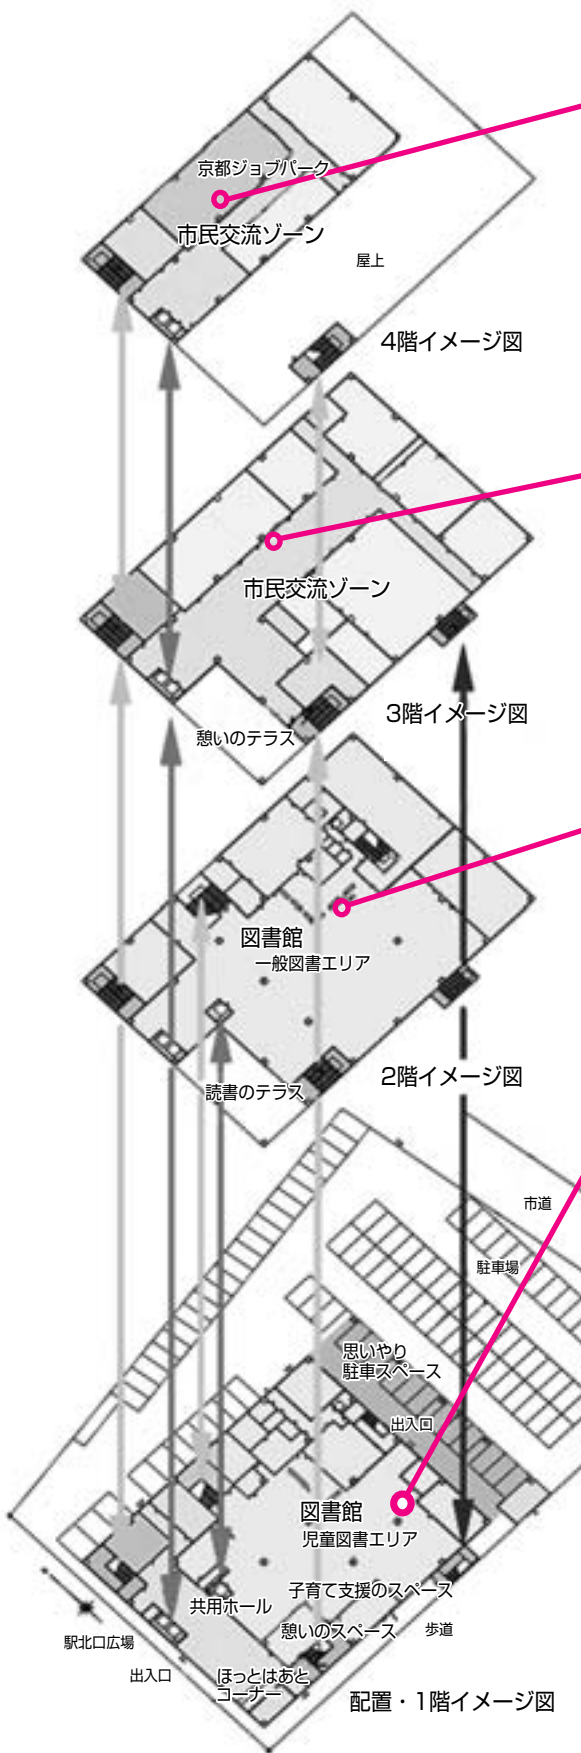 京都ジョブパーク
市民交流ゾーン
屋上
4階イメージ図
市民交流ゾーン
3階イメージ図
憩いのテラス
図書館
一般図書エリア
2階イメージ図
読書のテラス
市道
駐車場
思いやり
駐車スペース
出入口
図書館
児童図書エリア
子育て支援のスペース
共用ホール
憩いのスペース
歩道
駅北口広場
出入口
ほっとはあと
コーナー
配置・1階イメージ図